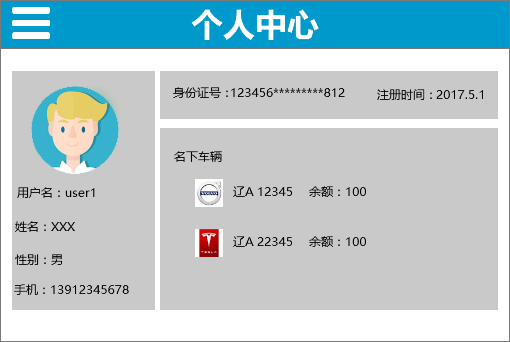 个人中心
用户名：user1
姓名：XXX
性别：男
手机：13912345678
身份证号：123456*********812
注册时间：2017.5.1
名下车辆
VOLVO
辽A 12345 余额：100
TESLA
辽A 22345 余额：100